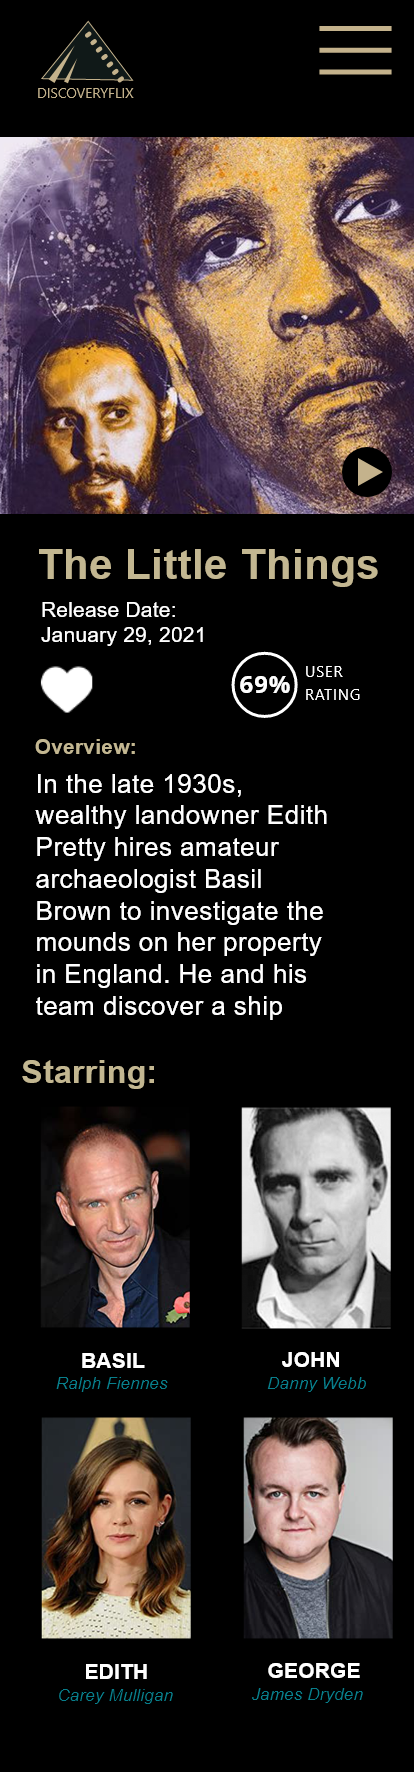 DISCOVERYFLIX
The Little Things
Release Date:
January 29, 2021
69%
USER
RATING
Overview:
In the late 1930s,
wealthy landowner Edith
Pretty hires amateur
archaeologist Basil
Brown to investigate the
mounds on her property
in England. He and his
team discover a ship
Starring:
BASIL
Ralph Fiennes
JOHN
Danny Webb
EDITH
Carey Mulligan
GEORGE
James Dryden